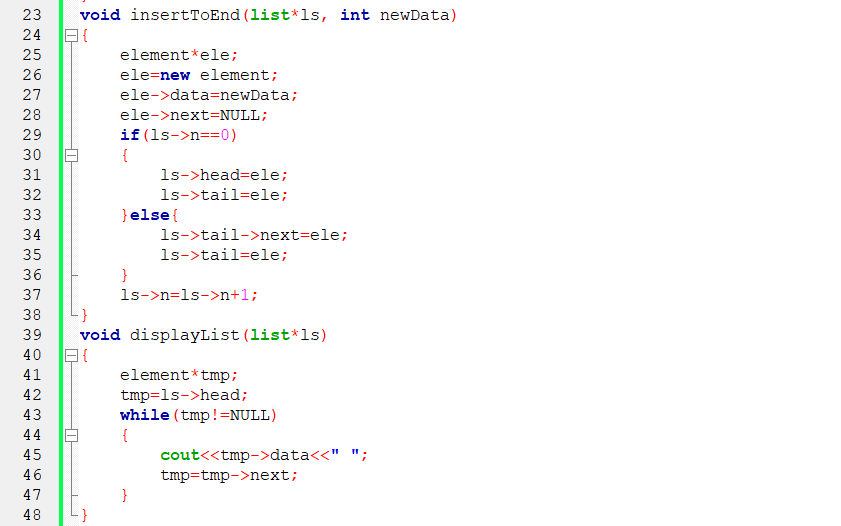 23 void insertToEnd(list*ls, int newData)
24 {
25 element*ele;
26 ele=new element;
27 ele->data=newData;
28 ele->next=NULL;
29 if(ls->n==0)
30 {
31 ls->head=ele;
32 ls->tail=ele;
33 }else{
34 ls->tail->next=ele;
35 ls->tail=ele;
36 }
37 ls->n=ls->n+1;
38 }
39 void displayList(list*ls)
40 {
41 element*tmp;
42 tmp=ls->head;
43 while(tmp!=NULL)
44 {
45 cout<<tmp->data<<" ";
46 tmp=tmp->next;
47 }
48 }